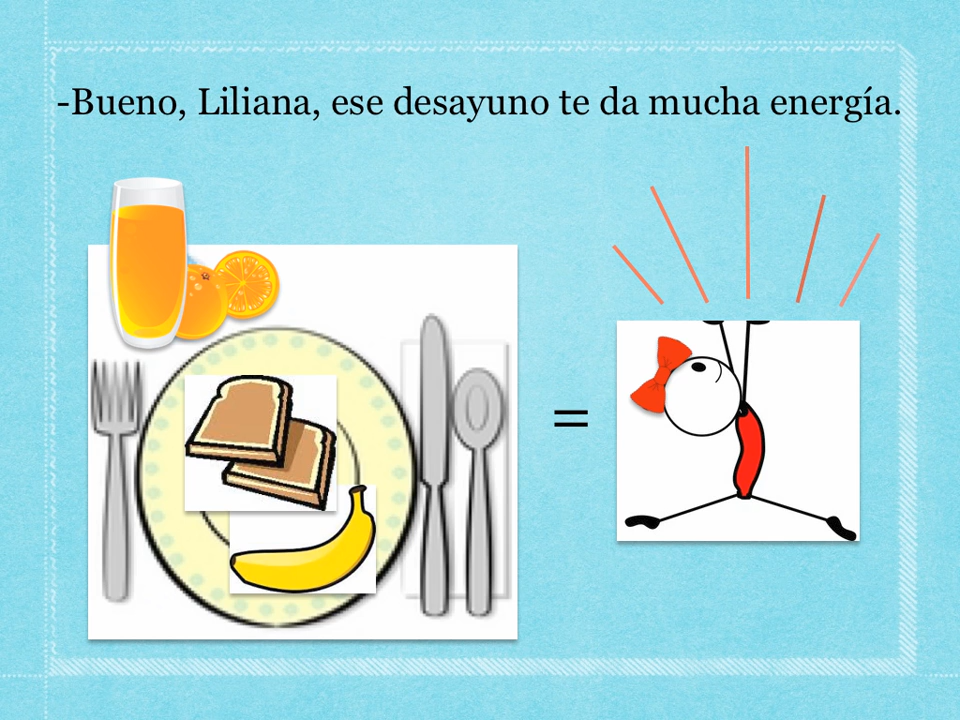 -Bueno, Liliana, ese desayuno te da mucha energía.
=